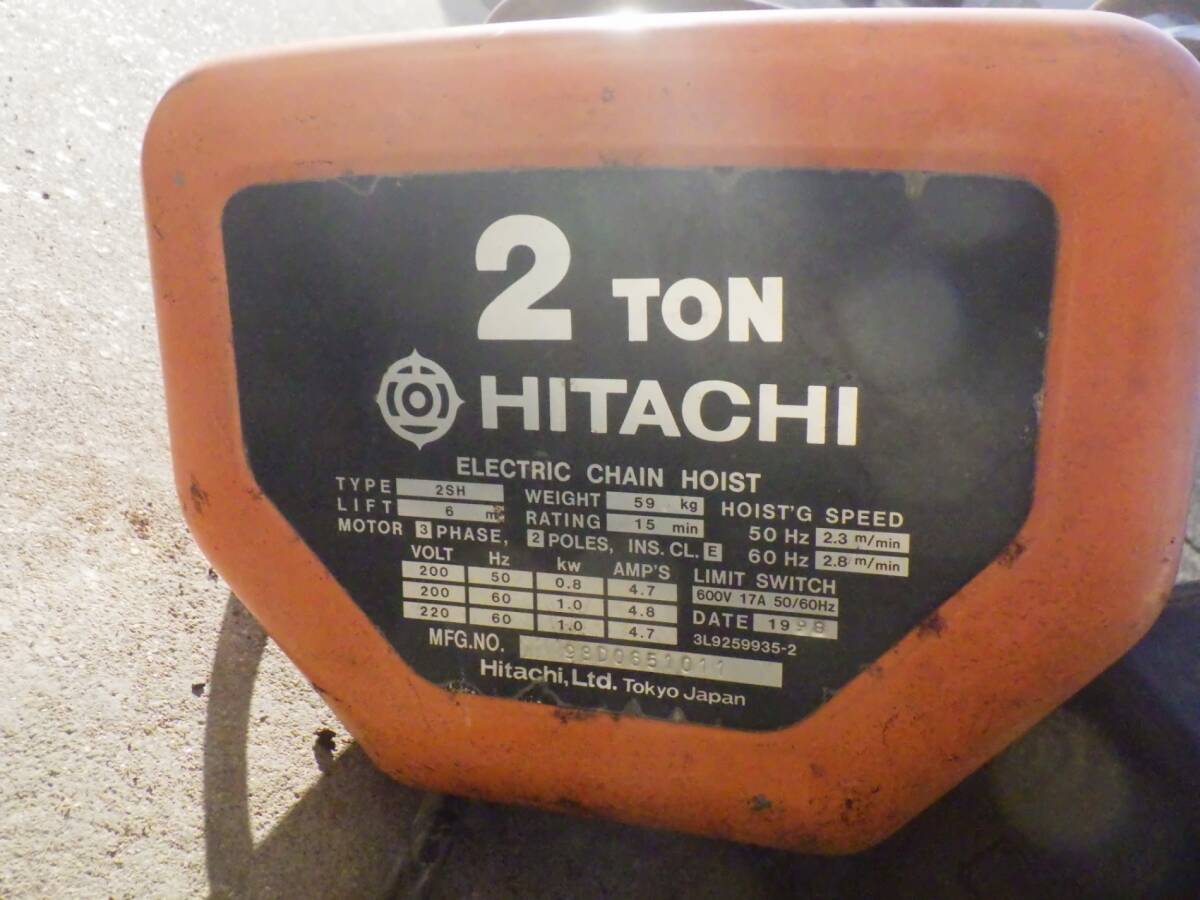 2 TON
HITACHI
ELECTRIC CHAIN HOIST
TYPE 2SH WEIGHT 59 kg HOIST'G SPEED
LIFT 6 m RATING 15 min 50 Hz 2.3 m/min
MOTOR 3 PHASE, 2 POLES, INS. CL. E 60 Hz 2.8 m/min
VOLT Hz kw AMP'S LIMIT SWITCH
200 50 0.8 4.7 600V 17A 50/60Hz
200 60 1.0 4.8 DATE 1998
220 60 1.0 4.7 3L9259935-2
MFG.NO. 98D0651011
Hitachi, Ltd. Tokyo Japan